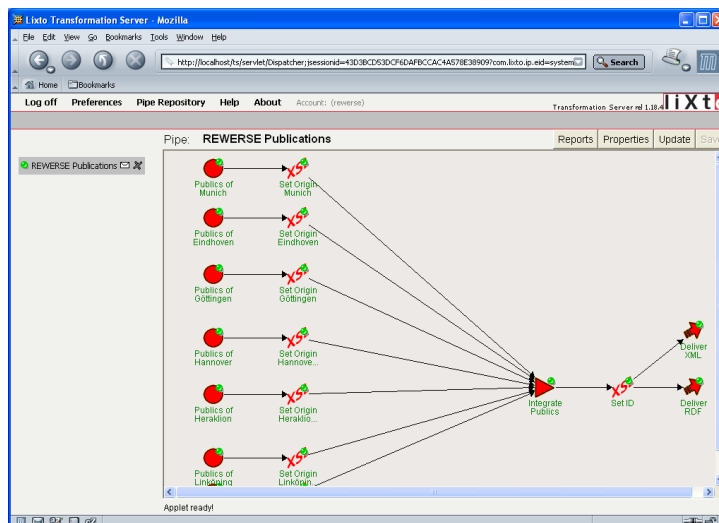 Lixto Transformation Server - Mozilla
File Edit View Go Bookmarks Tools Window Help
http://localhost/ts/servlet/Dispatcher;jsessionid=43D3BCD53DCF6DAFBCCAC4A578E38909?com.lixto.ip.eid=system
Search
Home Bookmarks
Log off Preferences Pipe Repository Help About Account: (rewerse)
Transformation Server rel 1.18.4
liXt
Pipe: REWERSE Publications
Reports Properties Update Save
REWERSE Publications
Publics of
Munich
Set Origin
Munich
Publics of
Eindhoven
Set Origin
Eindhoven
Publics of
Göttingen
Set Origin
Göttingen
Publics of
Hannover
Set Origin
Hannove...
Deliver
XML
Publics of
Heraklion
Set Origin
Heraklio...
Integrate
Publics
Set ID
Deliver
RDF
Publics of
Linköping
Set Origin
Linköpin...
Applet ready!